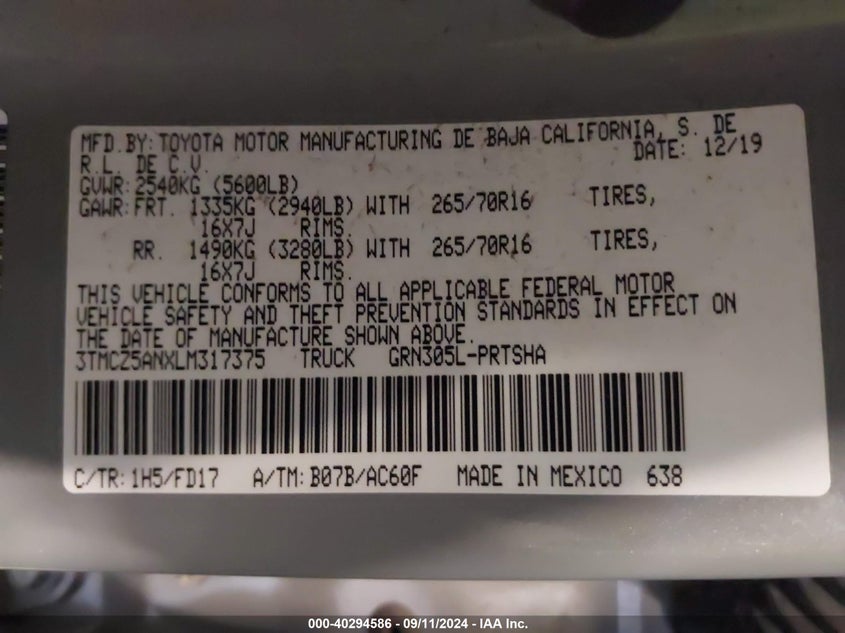 MFD.BY: TOYOTA MOTOR MANUFACTURING DE BAJA CALIFORNIA, S. DE
R.L. DE C.V. DATE: 12/19
GVWR: 2540KG (5600LB)
GAWR: FRT. 1335KG (2940LB) WITH 265/70R16 TIRES,
16X7J RIMS.
RR. 1490KG (3280LB) WITH 265/70R16 TIRES,
16X7J RIMS.
THIS VEHICLE CONFORMS TO ALL APPLICABLE FEDERAL MOTOR
VEHICLE SAFETY AND THEFT PREVENTION STANDARDS IN EFFECT ON
THE DATE OF MANUFACTURE SHOWN ABOVE.
3TMCZ5ANXLM317375 TRUCK GRN305L-PRTSHA
C/TR: 1H5/FD17 A/TM: B07B/AC60F MADE IN MEXICO 638
000-40294586 - 09/11/2024 - IAA Inc.